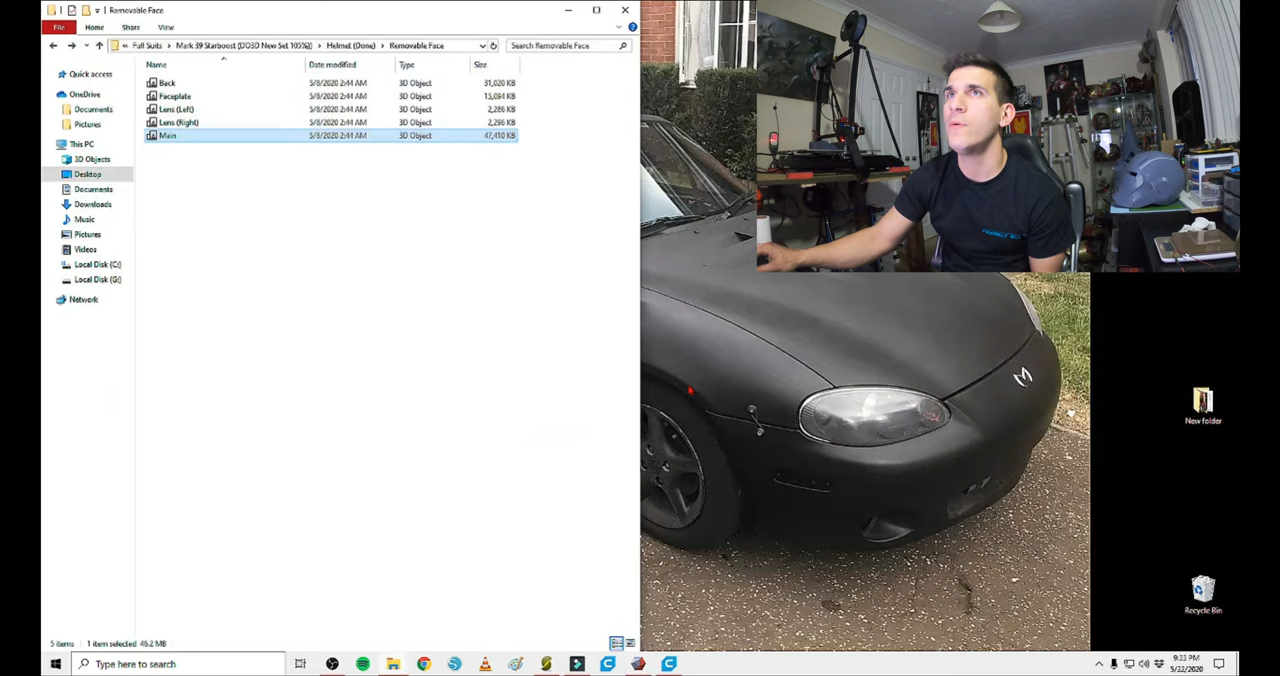 Removable Face
File
Home
Share
View
Full Suits
Mark 39 Starboost (DO3D New Set 105%)
Helmet (Done)
Removable Face
Search Removable Face
Name
Date modified
Type
Size
Quick access
OneDrive
Documents
Pictures
This PC
3D Objects
Desktop
Documents
Downloads
Music
Pictures
Videos
Local Disk (C:)
Local Disk (G:)
Network
Back 5/8/2020 2:44 AM 3D Object 31,020 KB
Faceplate 5/8/2020 2:44 AM 3D Object 15,094 KB
Lens (Left) 5/8/2020 2:44 AM 3D Object 2,286 KB
Lens (Right) 5/8/2020 2:44 AM 3D Object 2,296 KB
Main 5/8/2020 2:44 AM 3D Object 47,410 KB
New folder
Recycle Bin
5 items 1 item selected 46.2 MB
Type here to search
9:33 PM
5/22/2020